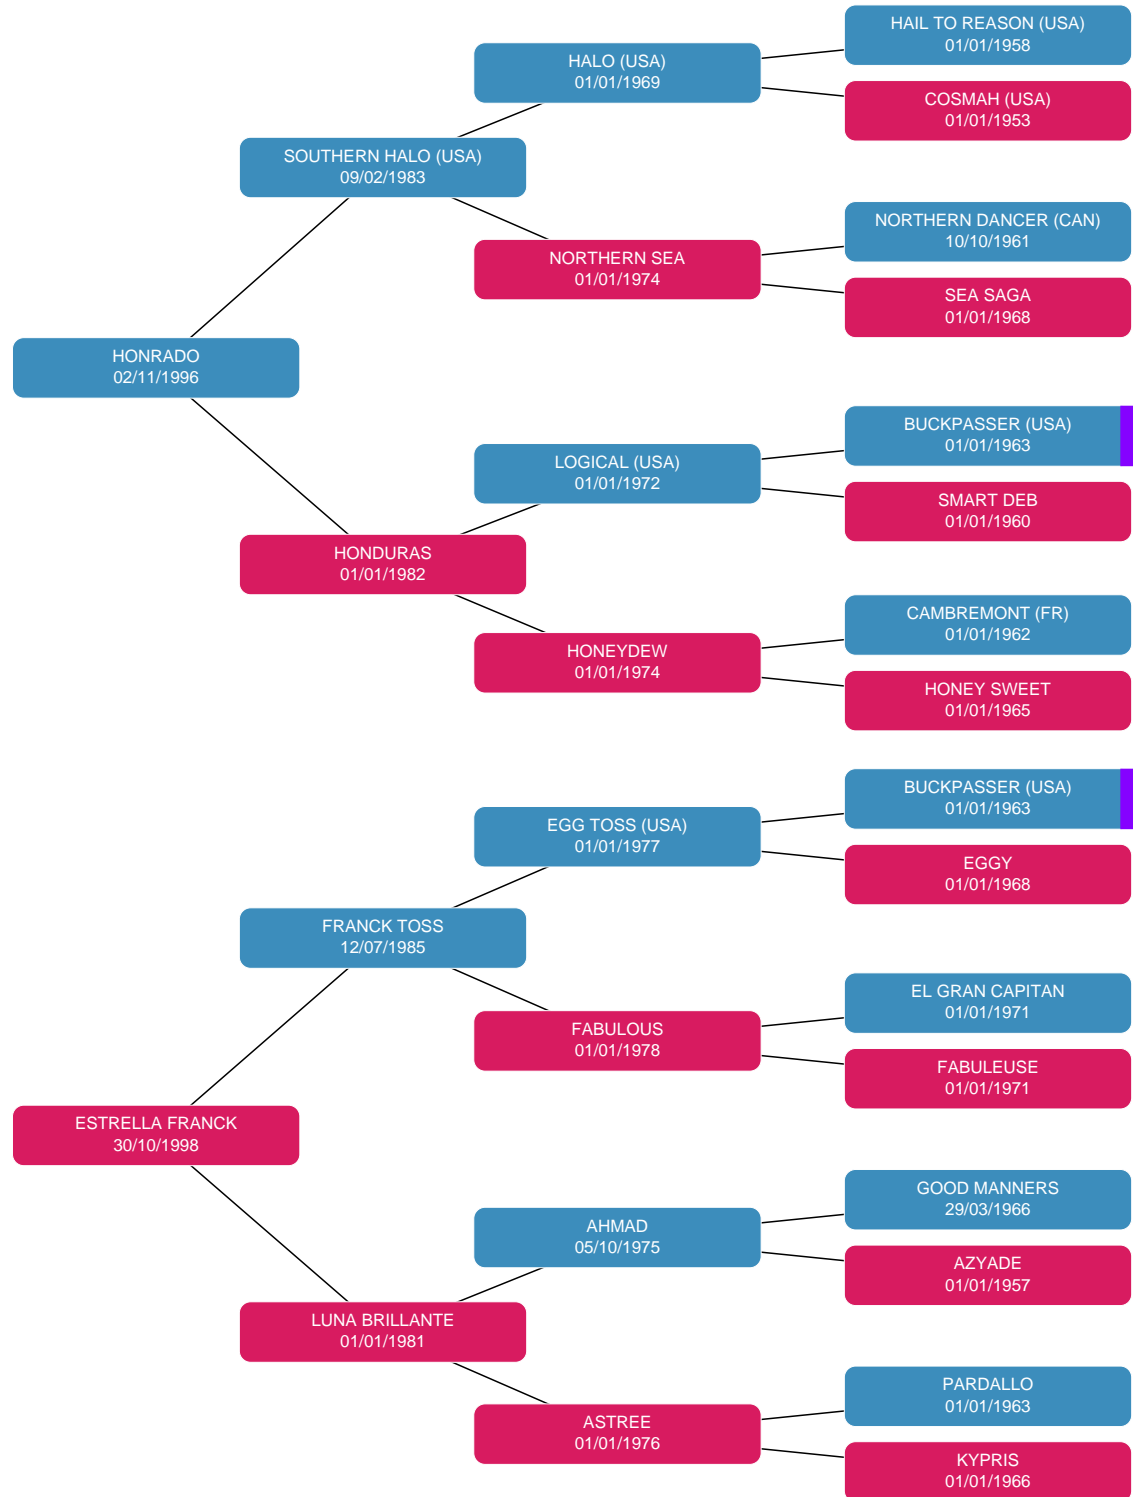 HAIL TO REASON (USA)
01/01/1958
HALO (USA)
01/01/1969
COSMAH (USA)
01/01/1953
SOUTHERN HALO (USA)
09/02/1983
NORTHERN DANCER (CAN)
10/10/1961
NORTHERN SEA
01/01/1974
SEA SAGA
01/01/1968
HONRADO
02/11/1996
BUCKPASSER (USA)
01/01/1963
LOGICAL (USA)
01/01/1972
SMART DEB
01/01/1960
HONDURAS
01/01/1982
CAMBREMONT (FR)
01/01/1962
HONEYDEW
01/01/1974
HONEY SWEET
01/01/1965
BUCKPASSER (USA)
01/01/1963
EGG TOSS (USA)
01/01/1977
EGGY
01/01/1968
FRANCK TOSS
12/07/1985
EL GRAN CAPITAN
01/01/1971
FABULOUS
01/01/1978
FABULEUSE
01/01/1971
ESTRELLA FRANCK
30/10/1998
GOOD MANNERS
29/03/1966
AHMAD
05/10/1975
AZYADE
01/01/1957
LUNA BRILLANTE
01/01/1981
PARDALLO
01/01/1963
ASTREE
01/01/1976
KYPRIS
01/01/1966